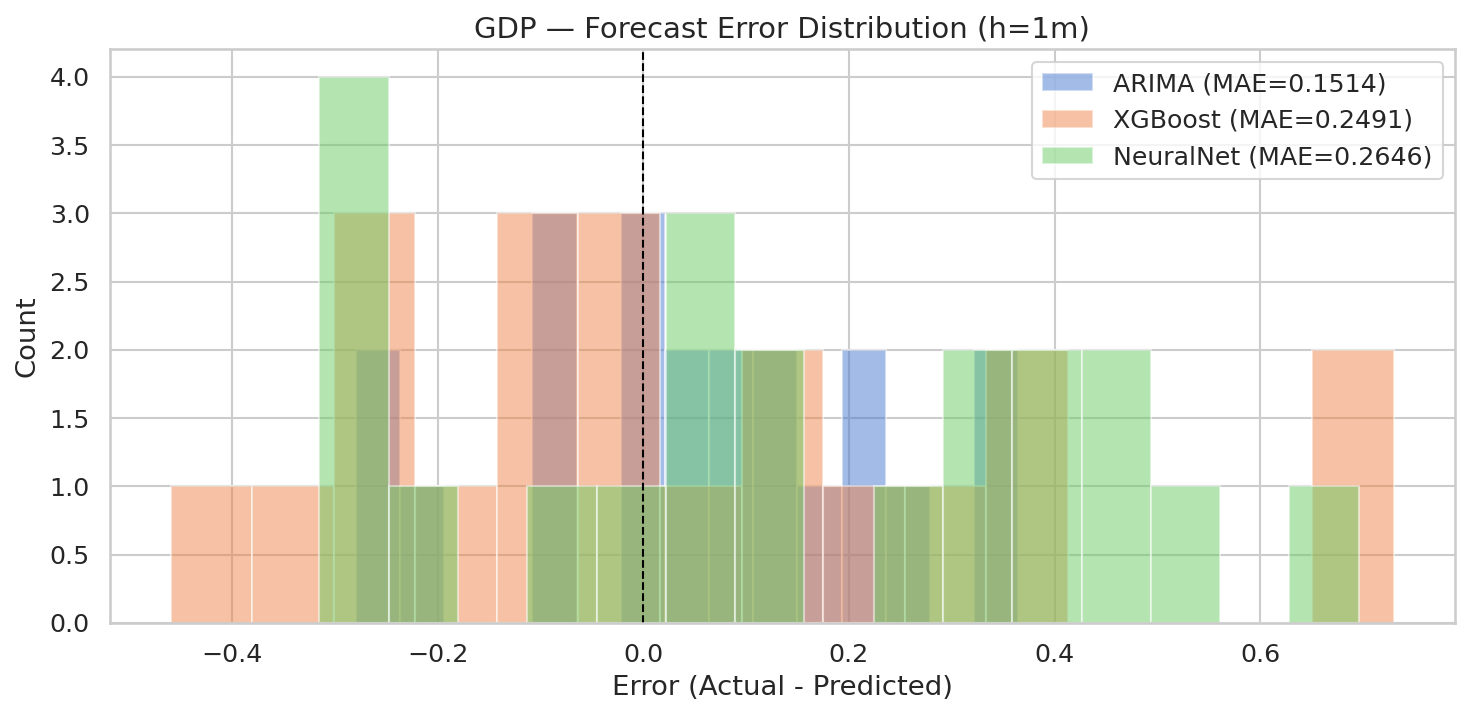 GDP — Forecast Error Distribution (h=1m)
ARIMA (MAE=0.1514)
XGBoost (MAE=0.2491)
NeuralNet (MAE=0.2646)
Count
4.0
3.5
3.0
2.5
2.0
1.5
1.0
0.5
0.0
−0.4 −0.2 0.0 0.2 0.4 0.6
Error (Actual - Predicted)